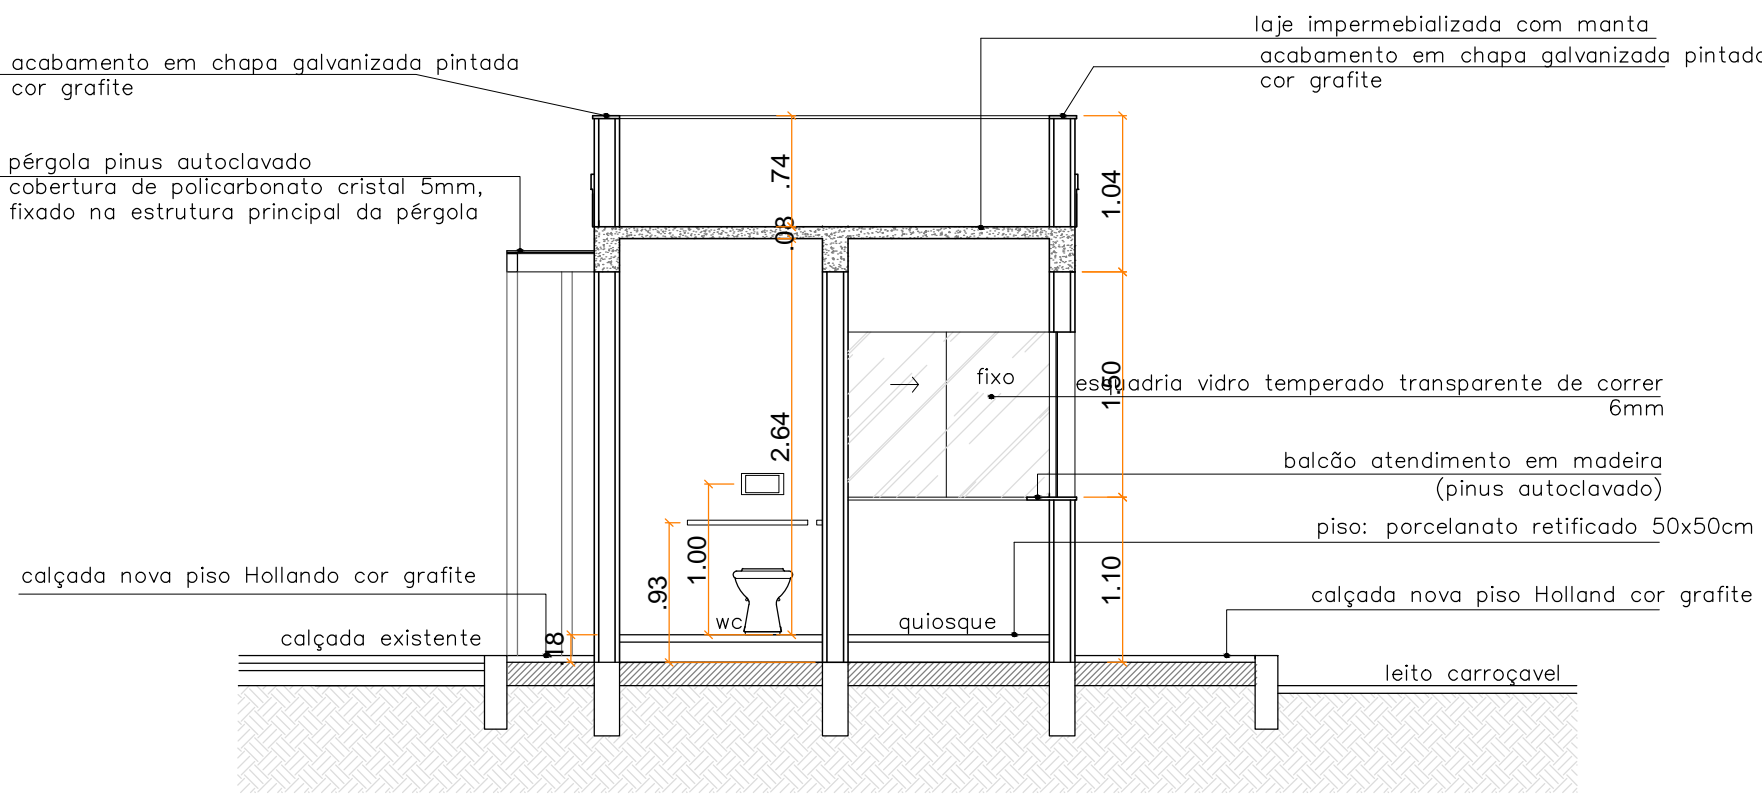 laje impermebializada com manta
acabamento em chapa galvanizada pintada
cor grafite
acabamento em chapa galvanizada pintada
cor grafite
pérgola pinus autoclavado
cobertura de policarbonato cristal 5mm,
fixado na estrutura principal da pérgola
.74
1.04
.08
fixo
esquadria vidro temperado transparente de correr
6mm
1.50
2.64
balcão atendimento em madeira
(pinus autoclavado)
piso: porcelanato retificado 50x50cm
1.00
.93
1.10
calçada nova piso Hollando cor grafite
calçada nova piso Holland cor grafite
wc
quiosque
calçada existente
.18
leito carroçavel